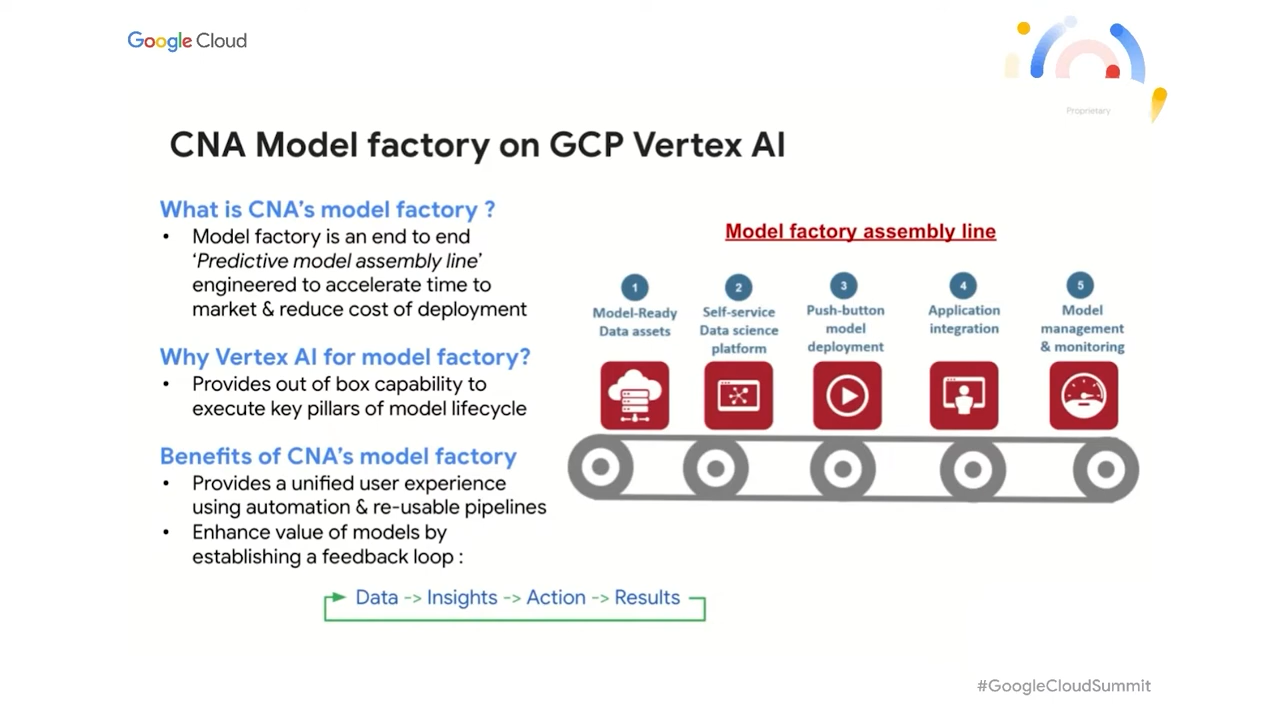 Google Cloud
Proprietary
CNA Model factory on GCP Vertex AI
What is CNA's model factory ?
• Model factory is an end to end
'Predictive model assembly line'
engineered to accelerate time to
market & reduce cost of deployment
Why Vertex AI for model factory?
• Provides out of box capability to
execute key pillars of model lifecycle
Benefits of CNA's model factory
• Provides a unified user experience
using automation & re-usable pipelines
• Enhance value of models by
establishing a feedback loop :
Data -> Insights -> Action -> Results
Model factory assembly line
1
Model-Ready
Data assets
2
Self-service
Data science
platform
3
Push-button
model
deployment
4
Application
integration
5
Model
management
& monitoring
#GoogleCloudSummit